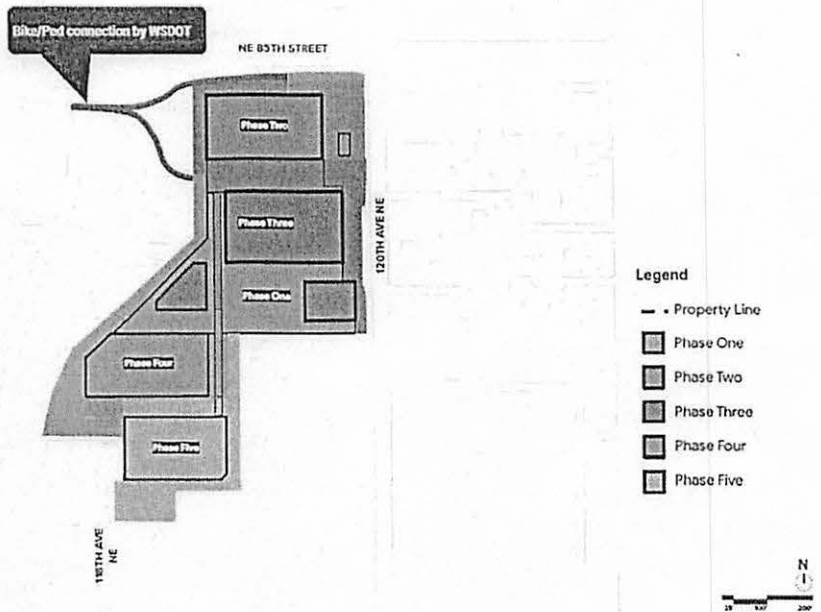 Bike/Ped connection by WSDOT
NE 85TH STREET
Phase Two
Phase Three
120TH AVE NE
Phase One
Phase Four
Phase Five
118TH AVE
NE
Legend
Property Line
Phase One
Phase Two
Phase Three
Phase Four
Phase Five
N
200'